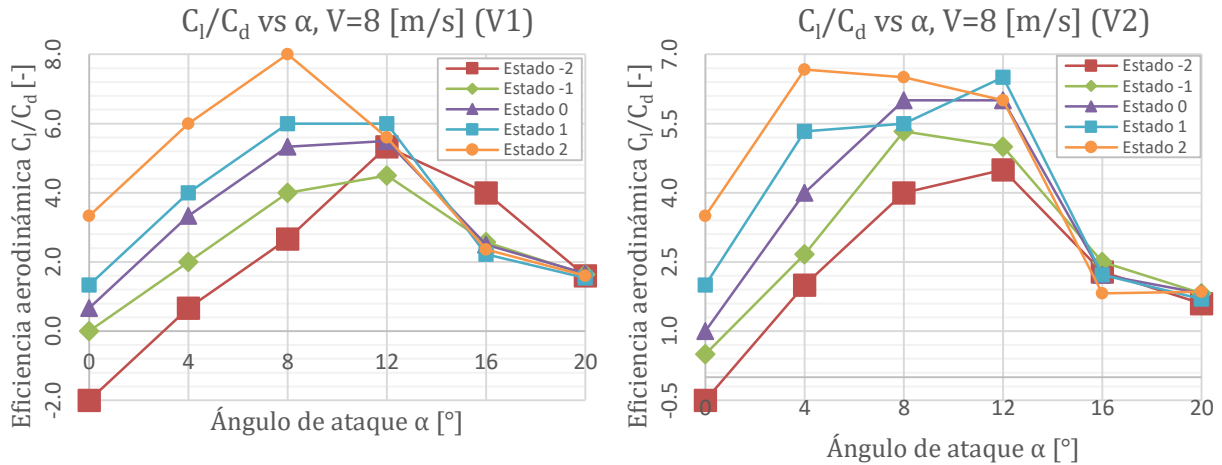 C_l/C_d vs α, V=8 [m/s] (V1)
Eficiencia aerodinámica C_l/C_d [-]
8.0
6.0
4.0
2.0
0.0
-2.0
Estado -2
Estado -1
Estado 0
Estado 1
Estado 2
0 4 8 12 16 20
Ángulo de ataque α [°]
C_l/C_d vs α, V=8 [m/s] (V2)
Eficiencia aerodinámica C_l/C_d [-]
7.0
5.5
4.0
2.5
1.0
-0.5
Estado -2
Estado -1
Estado 0
Estado 1
Estado 2
0 4 8 12 16 20
Ángulo de ataque α [°]